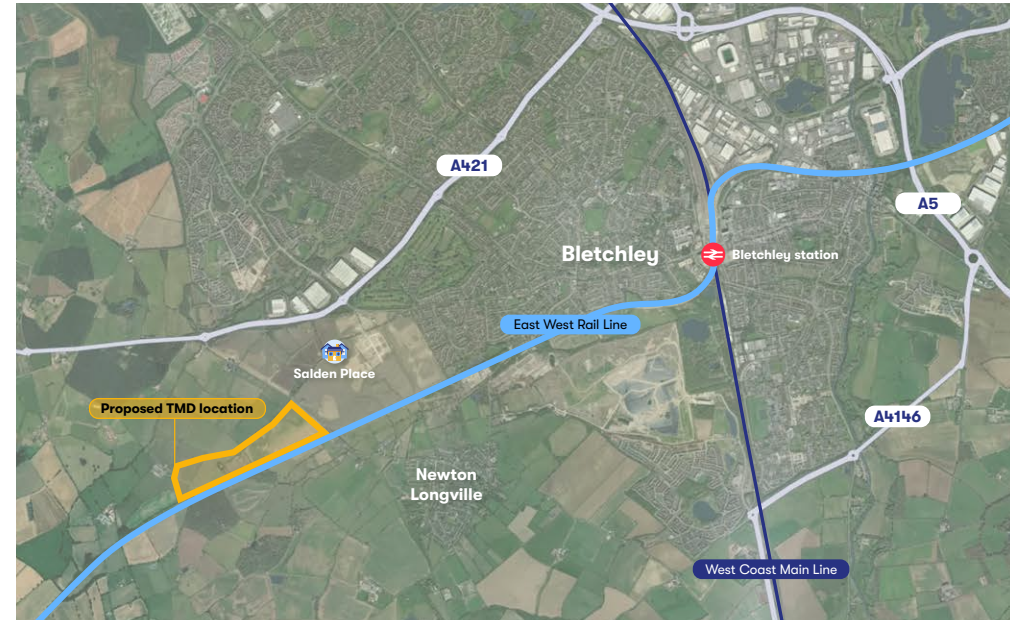 A421
A5
Bletchley
Bletchley station
East West Rail Line
Salden Place
Proposed TMD location
A4146
Newton
Longville
West Coast Main Line